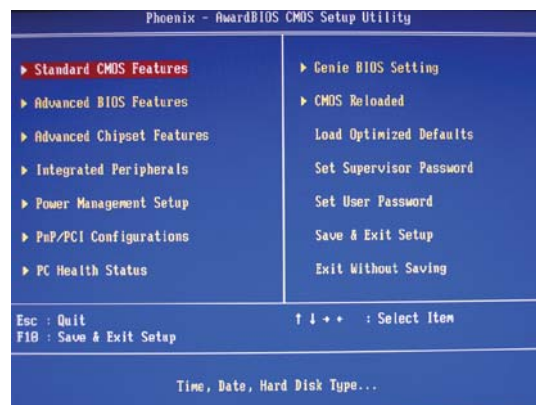 Phoenix - AwardBIOS CMOS Setup Utility
▶ Standard CMOS Features
▶ Advanced BIOS Features
▶ Advanced Chipset Features
▶ Integrated Peripherals
▶ Power Management Setup
▶ PnP/PCI Configurations
▶ PC Health Status
▶ Genie BIOS Setting
▶ CMOS Reloaded
Load Optimized Defaults
Set Supervisor Password
Set User Password
Save & Exit Setup
Exit Without Saving
Esc : Quit
F10 : Save & Exit Setup
↑ ↓ → ← : Select Item
Time, Date, Hard Disk Type...